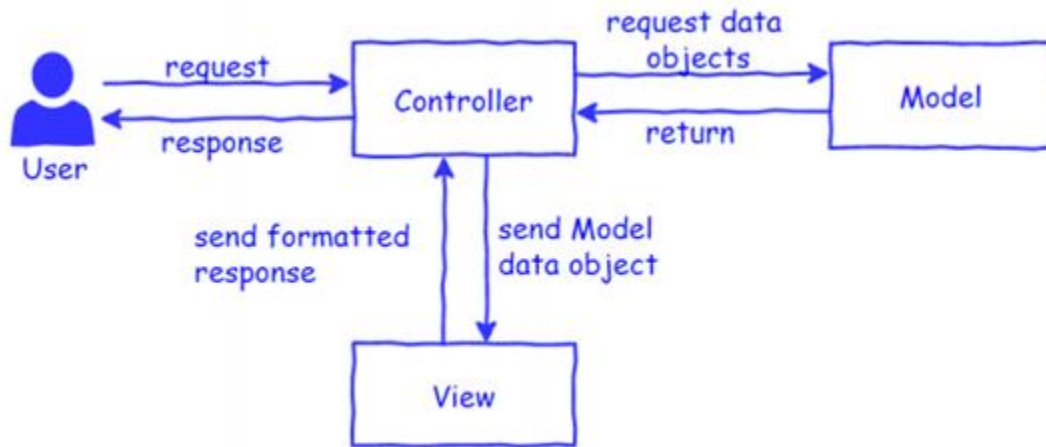 request data
objects
request
Controller
Model
response
return
User
send formatted
response
send Model
data object
View